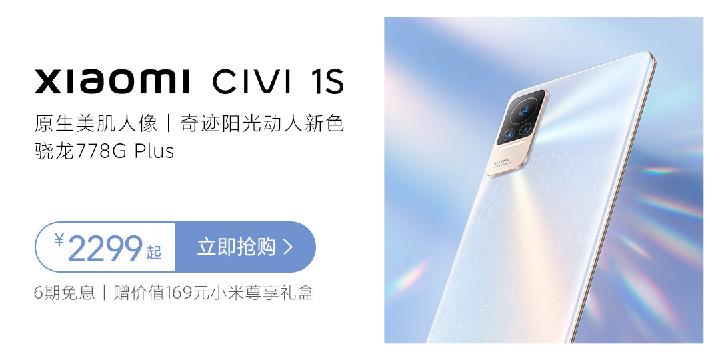 xiaomi CIVI 1S
原生美肌人像｜奇迹阳光动人新色
骁龙778G Plus
¥2299起 立即抢购 >
6期免息｜赠价值169元小米尊享礼盒